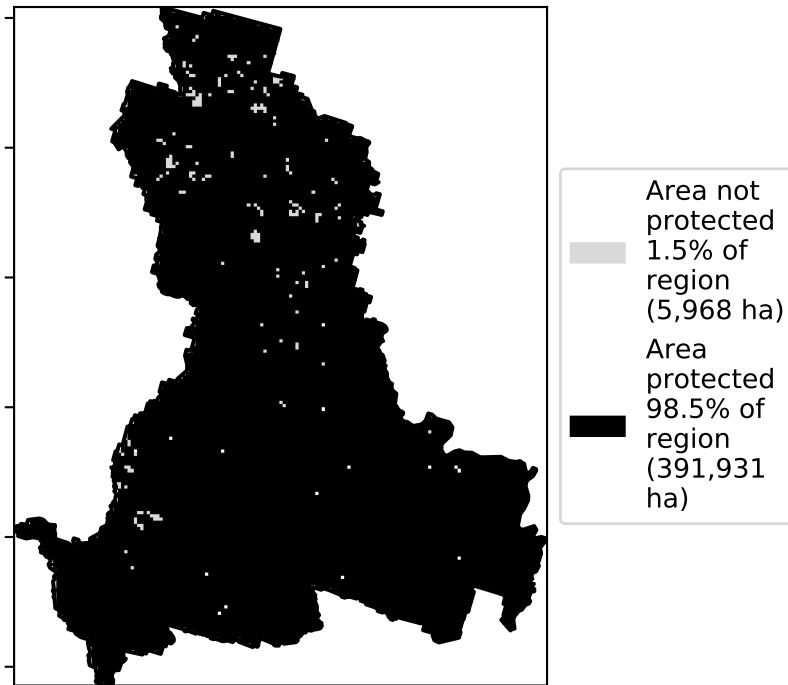 Area not
protected
1.5% of
region
(5,968 ha)
Area
protected
98.5% of
region
(391,931
ha)